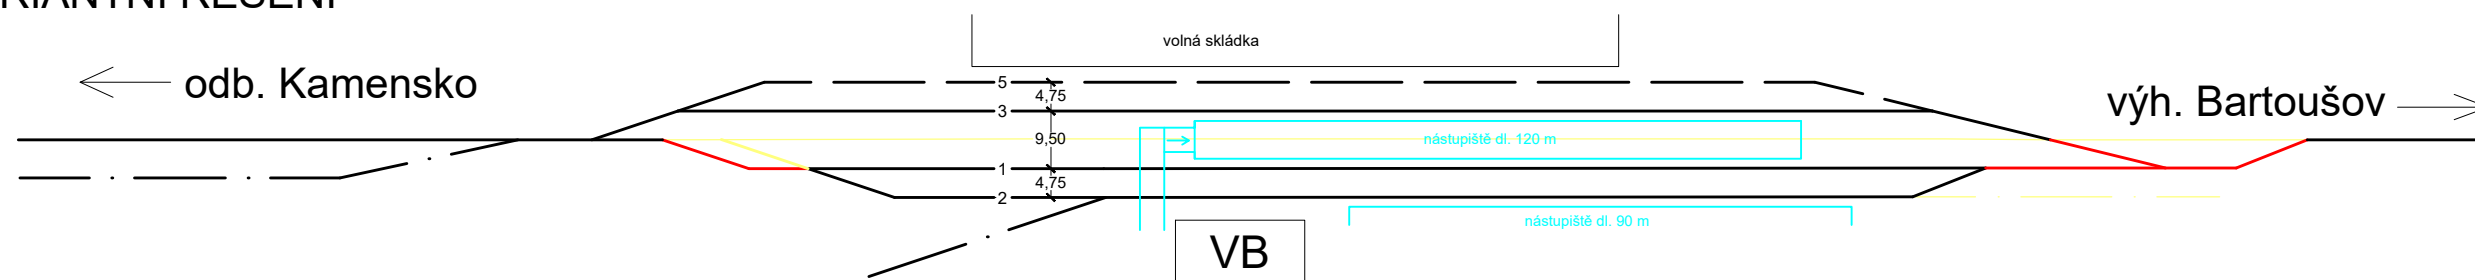 volná skládka
odb. Kamensko
výh. Bartoušov
5
4,75
3
9,50
nástupiště dl. 120 m
1
4,75
2
nástupiště dl. 90 m
VB